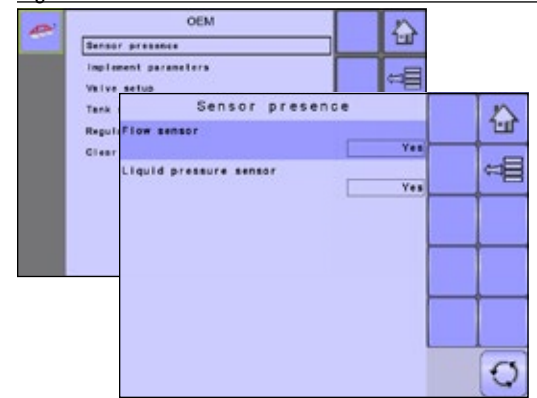 OEM
Sensor presence
Implement parameters
Valve setup
Tank
Regul
Clear
Sensor presence
Flow sensor
Yes
Liquid pressure sensor
Yes